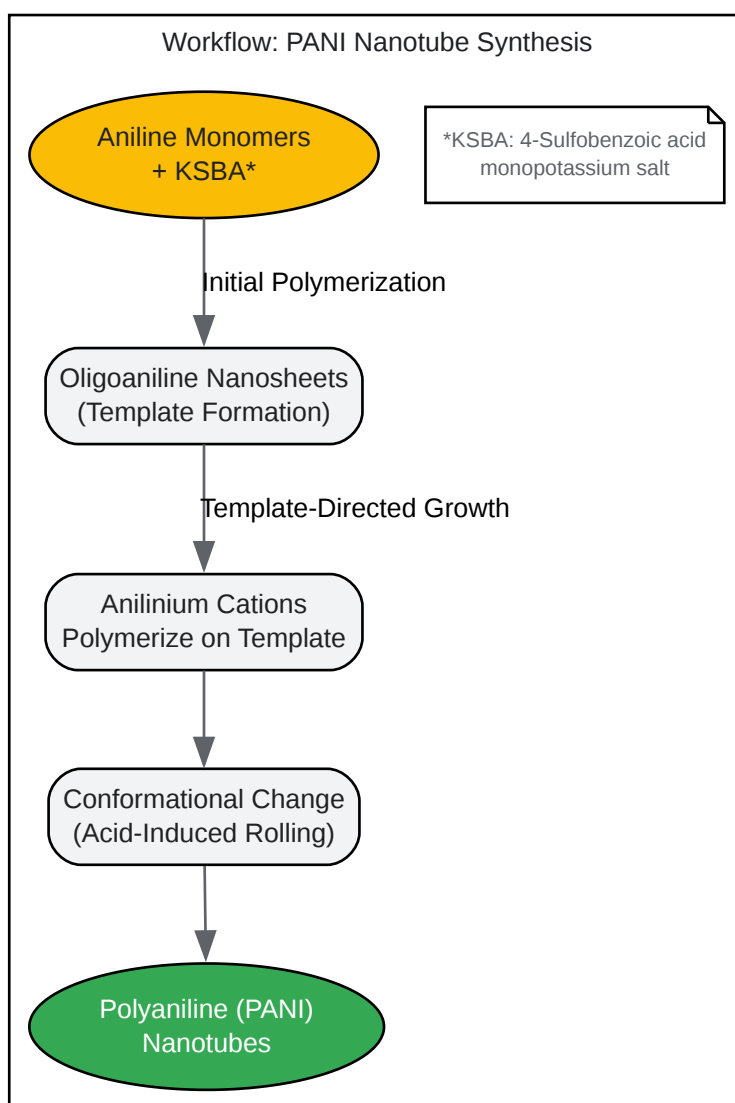 Workflow: PANI Nanotube Synthesis
Aniline Monomers
+ KSBA*
*KSBA: 4-Sulfobenzoic acid
monopotassium salt
Initial Polymerization
Oligoaniline Nanosheets
(Template Formation)
Template-Directed Growth
Anilinium Cations
Polymerize on Template
Conformational Change
(Acid-Induced Rolling)
Polyaniline (PANI)
Nanotubes